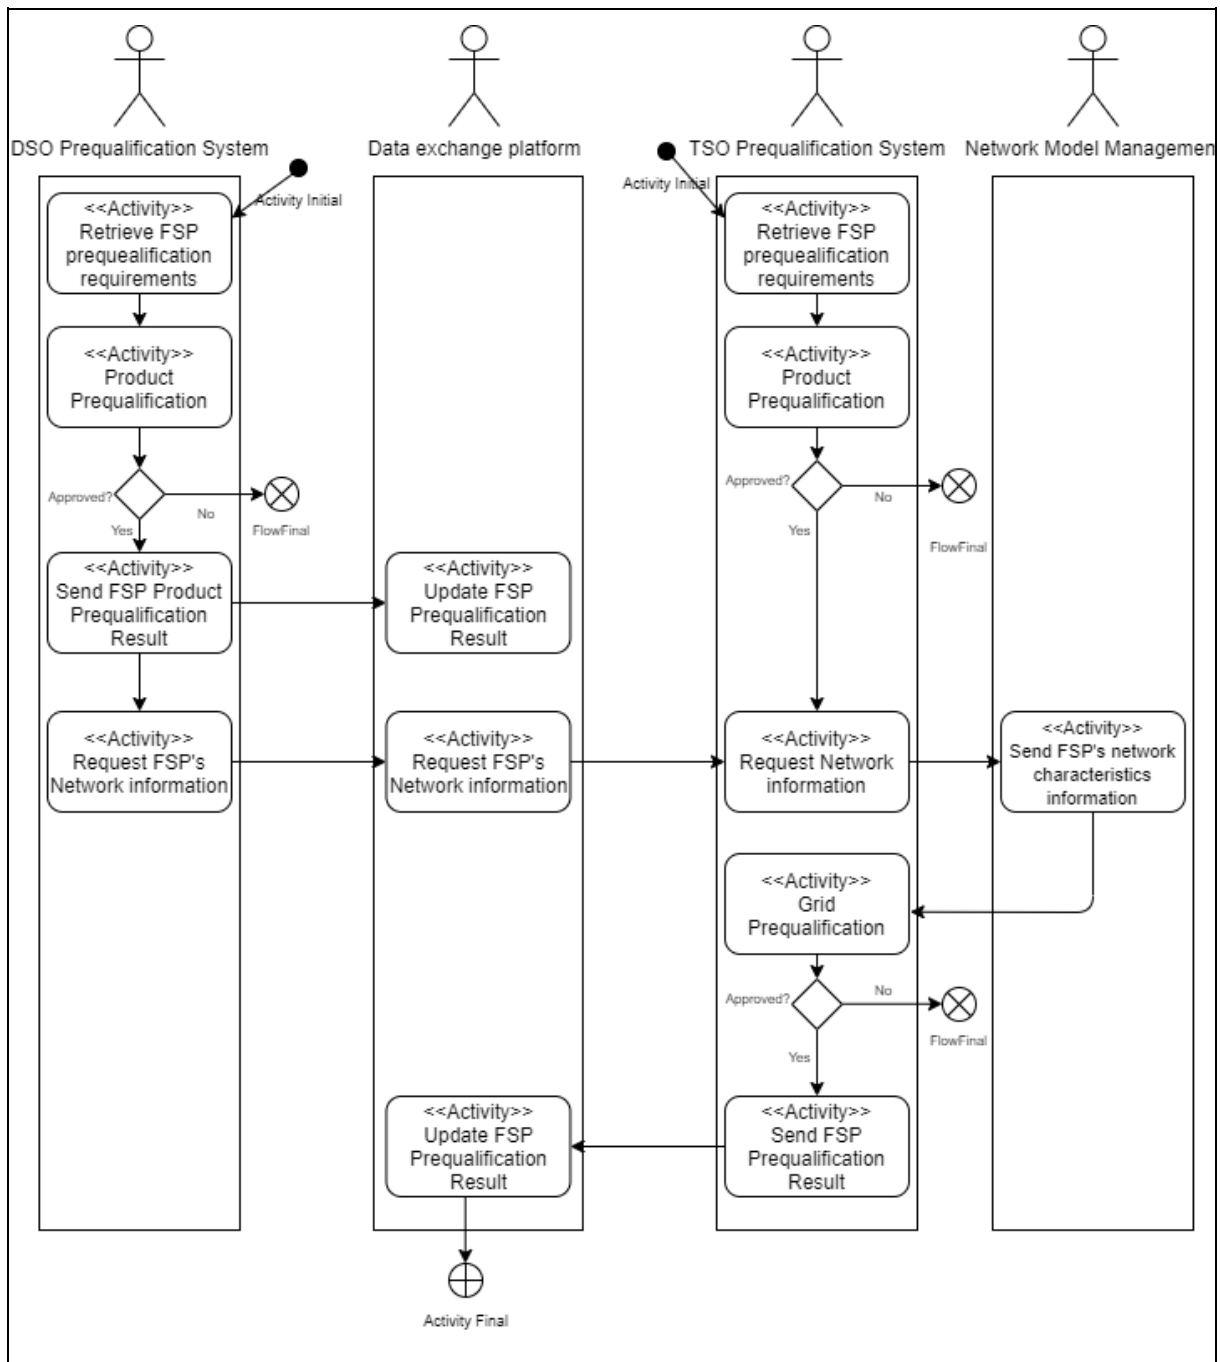 DSO Prequalification System
Data exchange platform
TSO Prequalification System
Network Model Managemen
Activity Initial
Activity Initial
<<Activity>>
Retrieve FSP
prequealification
requirements
<<Activity>>
Retrieve FSP
prequealification
requirements
<<Activity>>
Product
Prequalification
<<Activity>>
Product
Prequalification
Approved?
No
Yes
FlowFinal
Approved?
No
Yes
FlowFinal
<<Activity>>
Send FSP Product
Prequalification
Result
<<Activity>>
Update FSP
Prequalification
Result
<<Activity>>
Request FSP's
Network information
<<Activity>>
Request FSP's
Network information
<<Activity>>
Request Network
information
<<Activity>>
Send FSP's network
characteristics
information
<<Activity>>
Grid
Prequalification
Approved?
No
Yes
FlowFinal
<<Activity>>
Update FSP
Prequalification
Result
<<Activity>>
Send FSP
Prequalification
Result
Activity Final